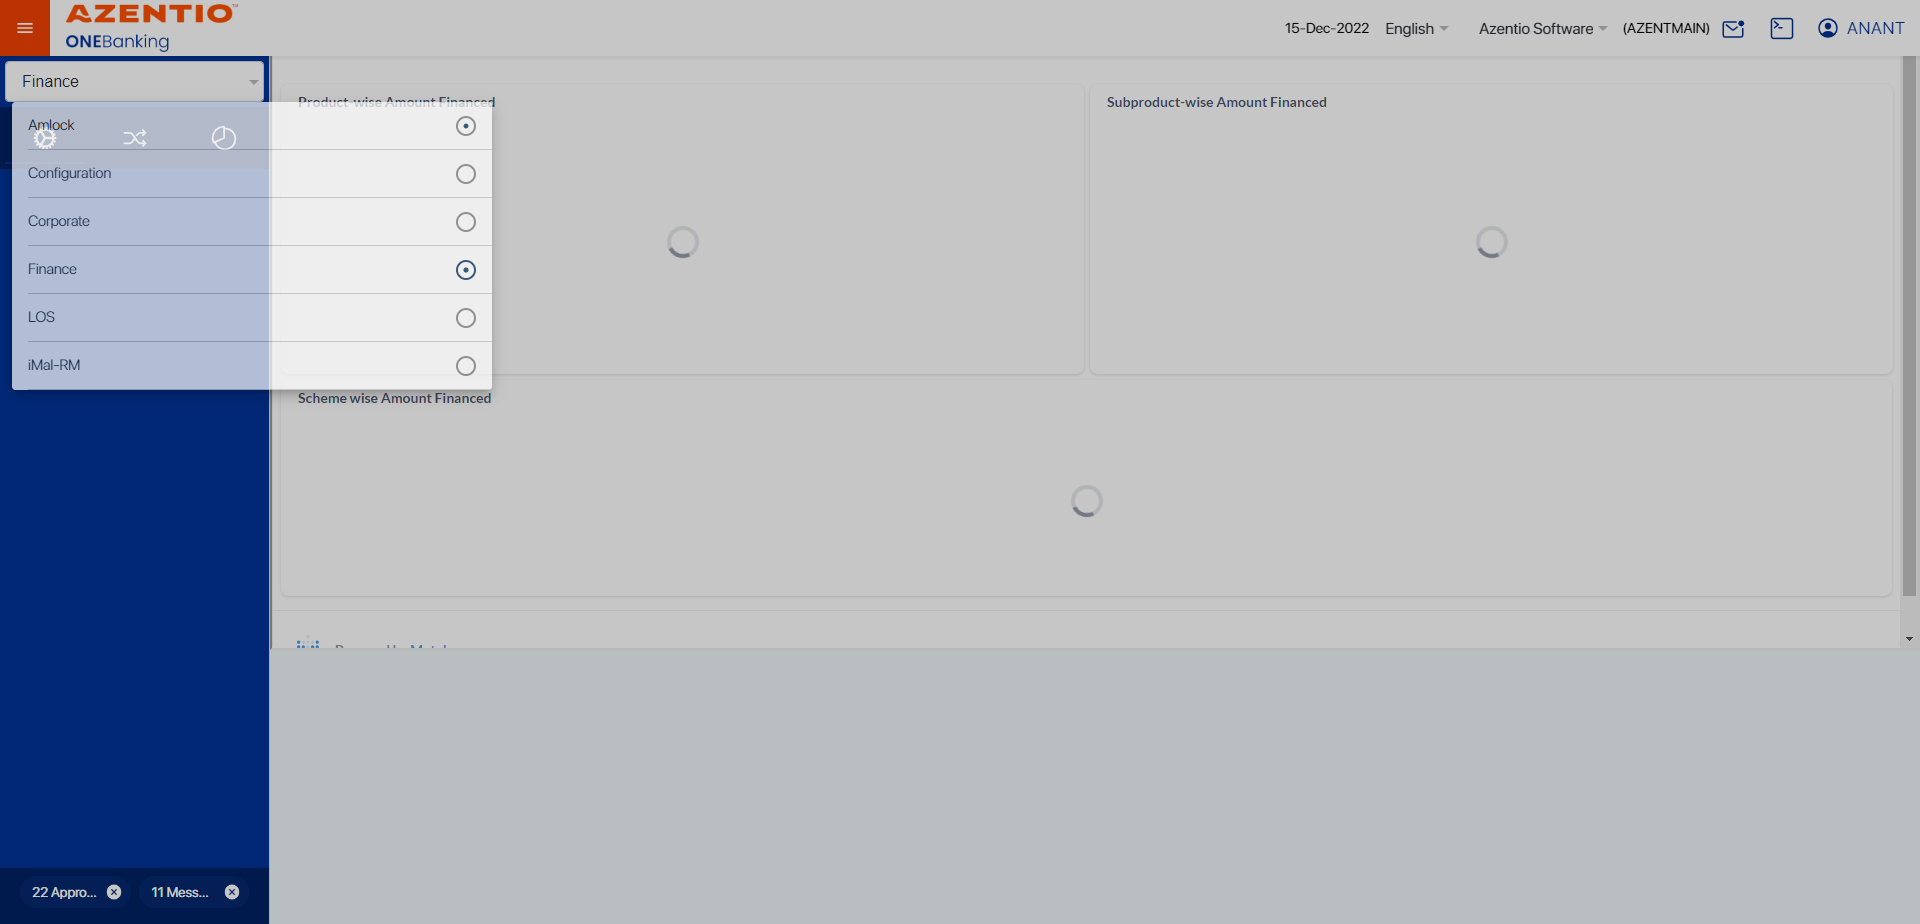 AZENTIO™
ONEBanking
15-Dec-2022 English Azentio Software (AZENTMAIN) ANANT
Finance
Product-wise Amount Financed
Subproduct-wise Amount Financed
Amlock
Configuration
Corporate
Finance
LOS
iMal-RM
Scheme wise Amount Financed
22 Appro... 11 Mess...